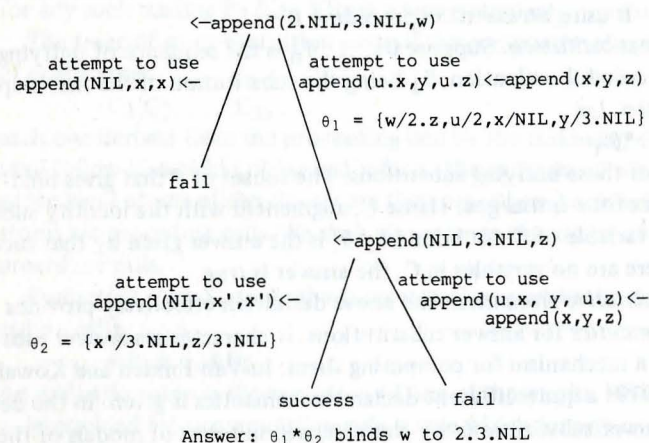 <—append(2.NIL,3.NIL,w)
attempt to use
append(NIL,x,x)<—
attempt to use
append(u.x,y,u.z)<—append(x,y,z)
θ₁ = {w/2.z,u/2,x/NIL,y/3.NIL}
fail
<—append(NIL,3.NIL,z)
attempt to use
append(NIL,x',x')<—
attempt to use
append(u.x, y, u.z)<—
append(x,y,z)
θ₂ = {x'/3.NIL,Z/3.NIL}
success
fail
Answer: θ₁*θ₂ binds w to 2.3.NIL